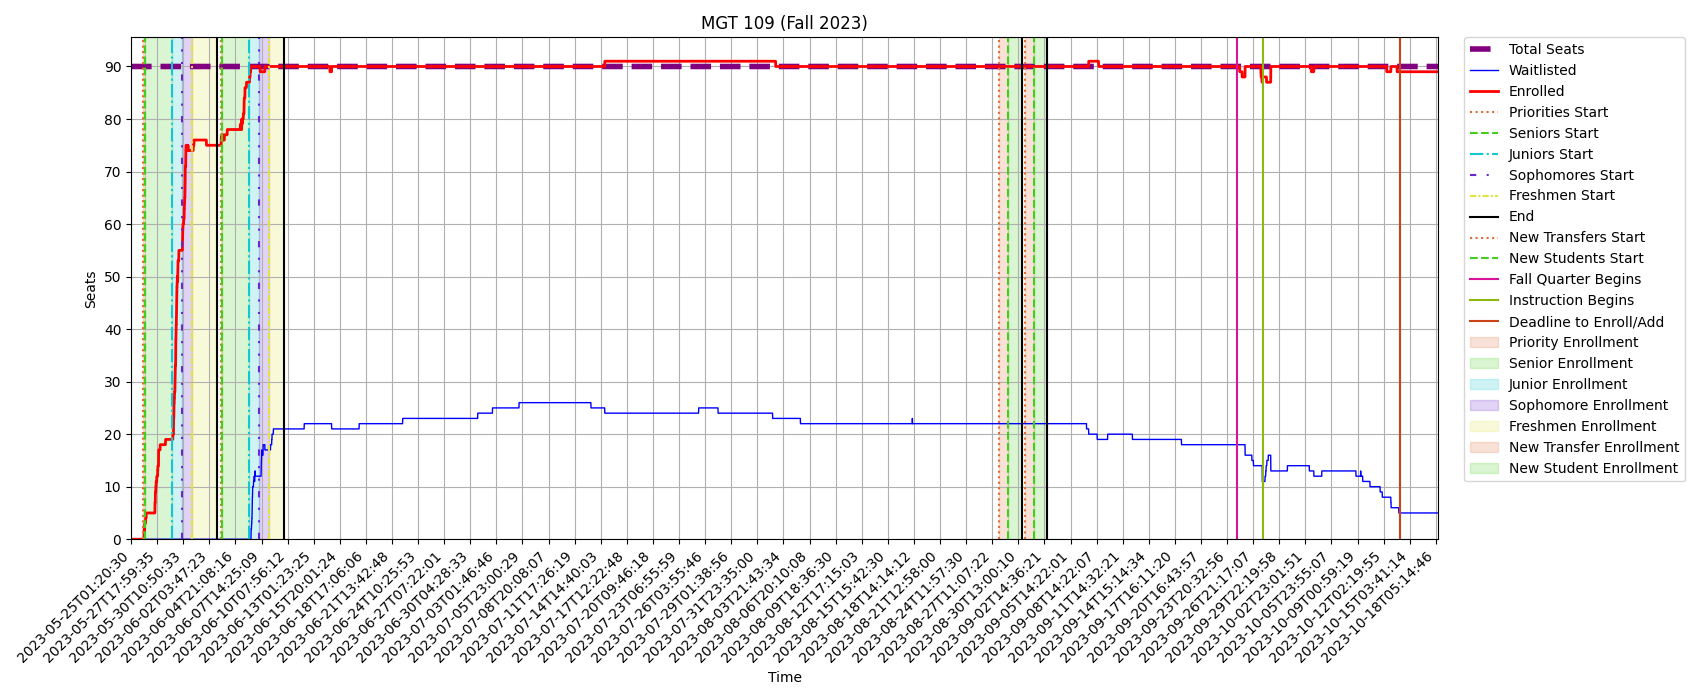 MGT 109 (Fall 2023)
Seats
90
80
70
60
50
40
30
20
10
0
2023-05-25T01:20:30
2023-05-27T17:59:35
2023-05-30T10:50:33
2023-06-02T03:47:23
2023-06-04T21:08:16
2023-06-07T14:25:09
2023-06-10T07:56:12
2023-06-13T01:23:25
2023-06-15T20:01:24
2023-06-18T17:06:06
2023-06-21T13:42:48
2023-06-24T10:25:53
2023-06-27T07:22:01
2023-06-30T04:28:33
2023-07-03T01:46:46
2023-07-05T23:00:29
2023-07-08T20:08:07
2023-07-11T17:26:19
2023-07-14T14:40:03
2023-07-17T12:22:48
2023-07-20T09:46:18
2023-07-23T06:55:59
2023-07-26T03:55:46
2023-07-29T01:38:56
2023-07-31T23:35:00
2023-08-03T21:43:34
2023-08-06T20:10:08
2023-08-09T18:36:30
2023-08-12T17:15:03
2023-08-15T15:42:30
2023-08-18T14:14:12
2023-08-21T12:58:00
2023-08-24T11:57:30
2023-08-27T11:07:22
2023-08-30T13:00:10
2023-09-02T14:36:21
2023-09-05T14:22:01
2023-09-08T14:22:07
2023-09-11T14:32:21
2023-09-14T15:14:34
2023-09-17T16:11:20
2023-09-20T16:43:57
2023-09-23T20:32:56
2023-09-26T21:17:07
2023-09-29T22:19:58
2023-10-02T23:01:51
2023-10-05T23:55:07
2023-10-09T00:59:19
2023-10-12T02:19:55
2023-10-15T03:41:14
2023-10-18T05:14:46
Time
Total Seats
Waitlisted
Enrolled
Priorities Start
Seniors Start
Juniors Start
Sophomores Start
Freshmen Start
End
New Transfers Start
New Students Start
Fall Quarter Begins
Instruction Begins
Deadline to Enroll/Add
Priority Enrollment
Senior Enrollment
Junior Enrollment
Sophomore Enrollment
Freshmen Enrollment
New Transfer Enrollment
New Student Enrollment